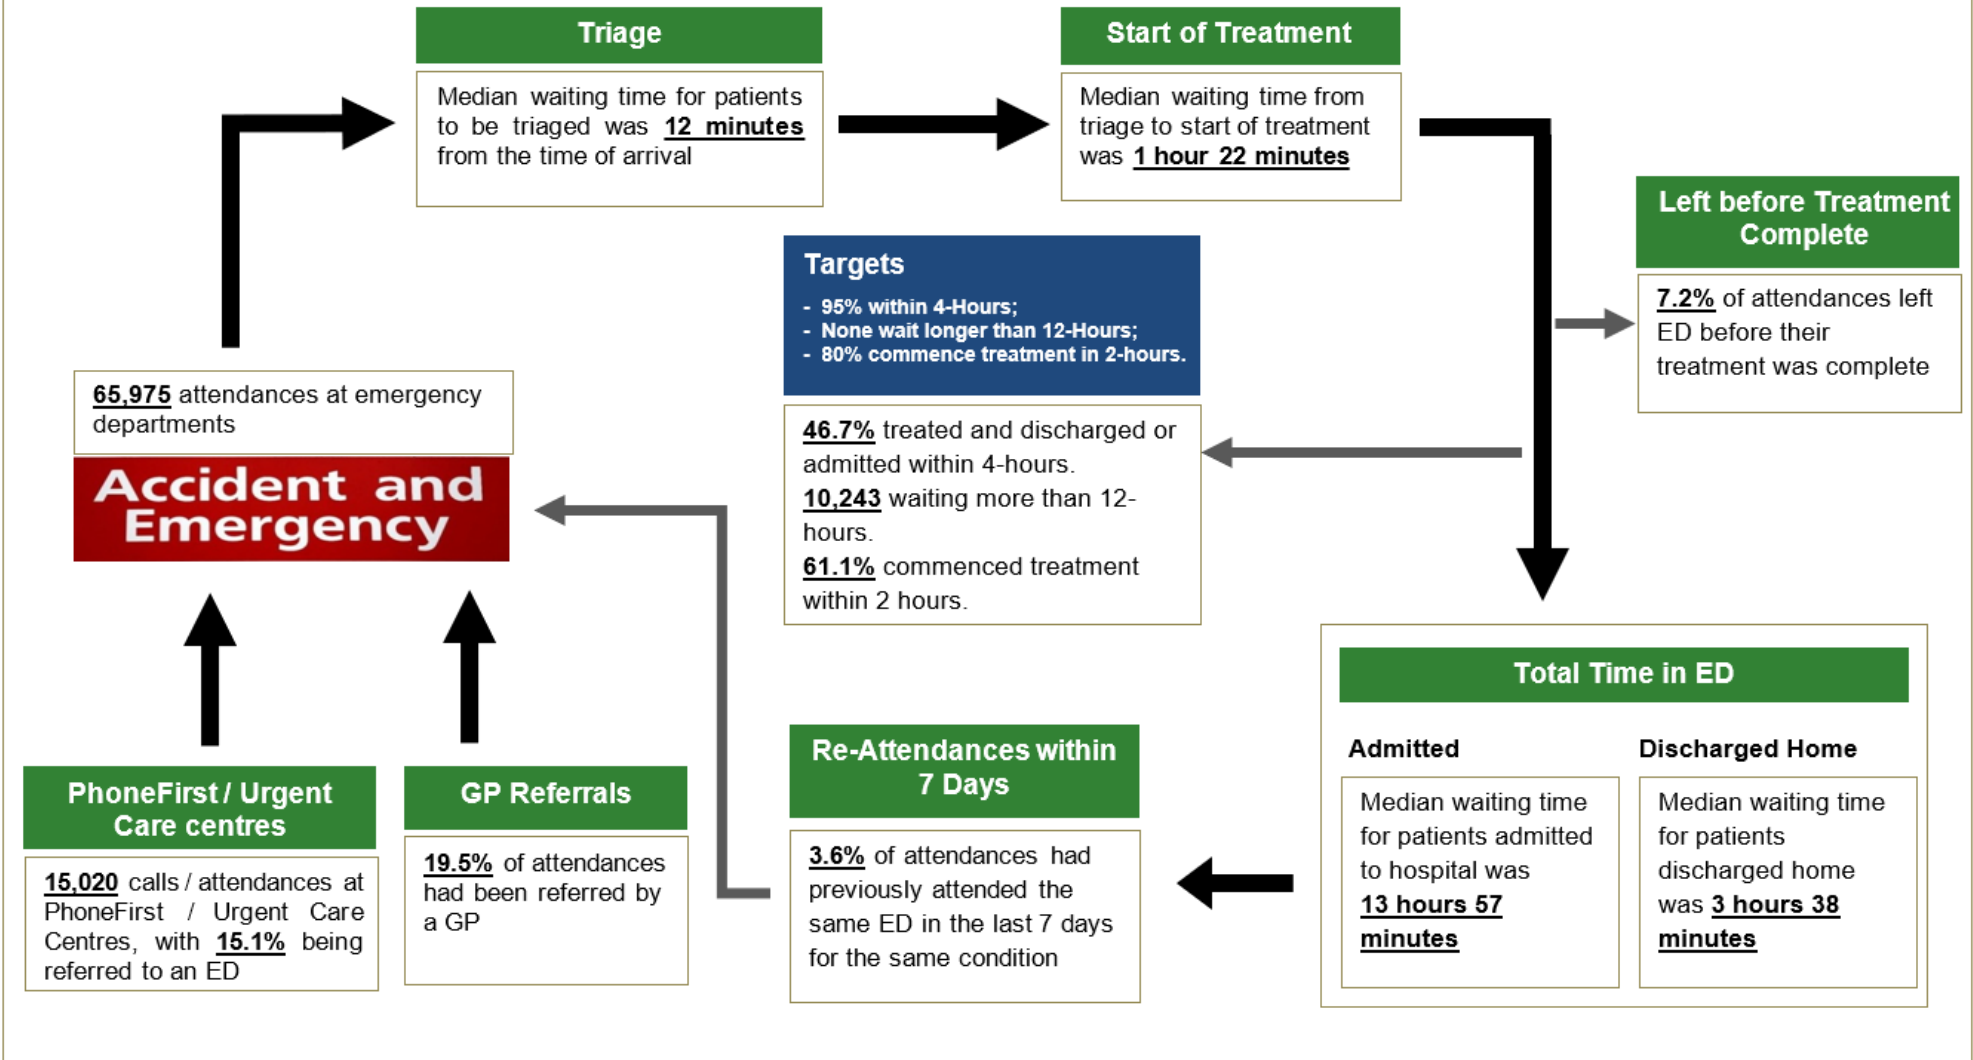 Triage
Median waiting time for patients
to be triaged was 12 minutes
from the time of arrival
Start of Treatment
Median waiting time from
triage to start of treatment
was 1 hour 22 minutes
Left before Treatment
Complete
7.2% of attendances left
ED before their
treatment was complete
Targets
- 95% within 4-Hours;
- None wait longer than 12-Hours;
- 80% commence treatment in 2-hours.
46.7% treated and discharged or
admitted within 4-hours.
10,243 waiting more than 12-
hours.
61.1% commenced treatment
within 2 hours.
65,975 attendances at emergency
departments
Accident and
Emergency
PhoneFirst / Urgent
Care centres
15,020 calls / attendances at
PhoneFirst / Urgent Care
Centres, with 15.1% being
referred to an ED
GP Referrals
19.5% of attendances
had been referred by
a GP
Re-Attendances within
7 Days
3.6% of attendances had
previously attended the
same ED in the last 7 days
for the same condition
Total Time in ED
Admitted
Median waiting time
for patients admitted
to hospital was
13 hours 57
minutes
Discharged Home
Median waiting time
for patients
discharged home
was 3 hours 38
minutes